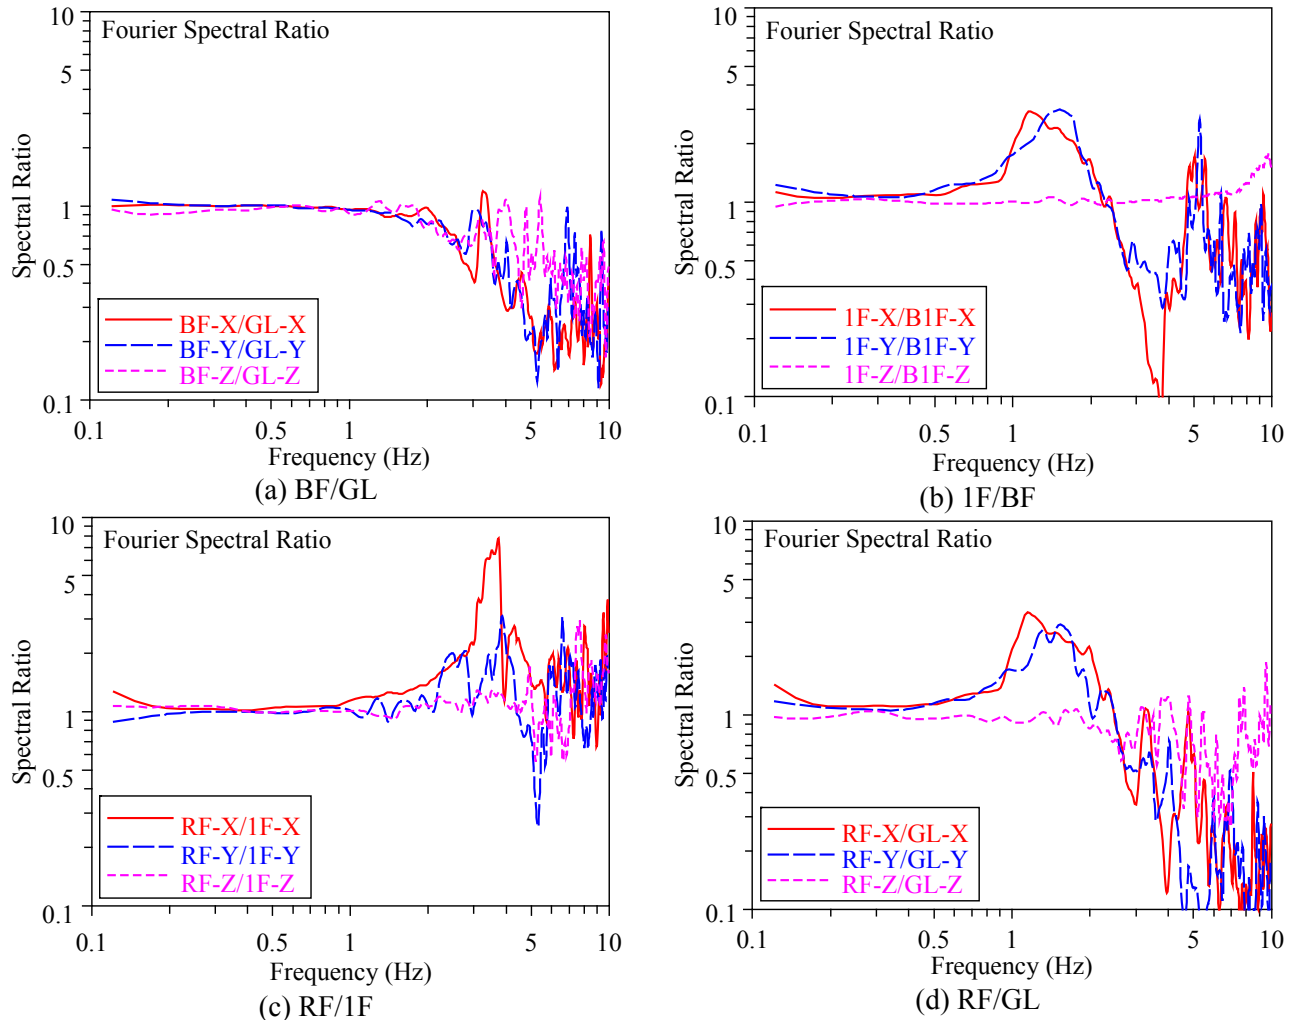 10
Fourier Spectral Ratio
5
Spectral Ratio
1
0.5
BF-X/GL-X
BF-Y/GL-Y
BF-Z/GL-Z
0.1
0.1 0.5 1 5 10
Frequency (Hz)
(a) BF/GL
10
Fourier Spectral Ratio
5
Spectral Ratio
1
0.5
1F-X/B1F-X
1F-Y/B1F-Y
1F-Z/B1F-Z
0.1
0.1 0.5 1 5 10
Frequency (Hz)
(b) 1F/BF
10
Fourier Spectral Ratio
5
Spectral Ratio
1
0.5
RF-X/1F-X
RF-Y/1F-Y
RF-Z/1F-Z
0.1
0.1 0.5 1 5 10
Frequency (Hz)
(c) RF/1F
10
Fourier Spectral Ratio
5
Spectral Ratio
1
0.5
RF-X/GL-X
RF-Y/GL-Y
RF-Z/GL-Z
0.1
0.1 0.5 1 5 10
Frequency (Hz)
(d) RF/GL